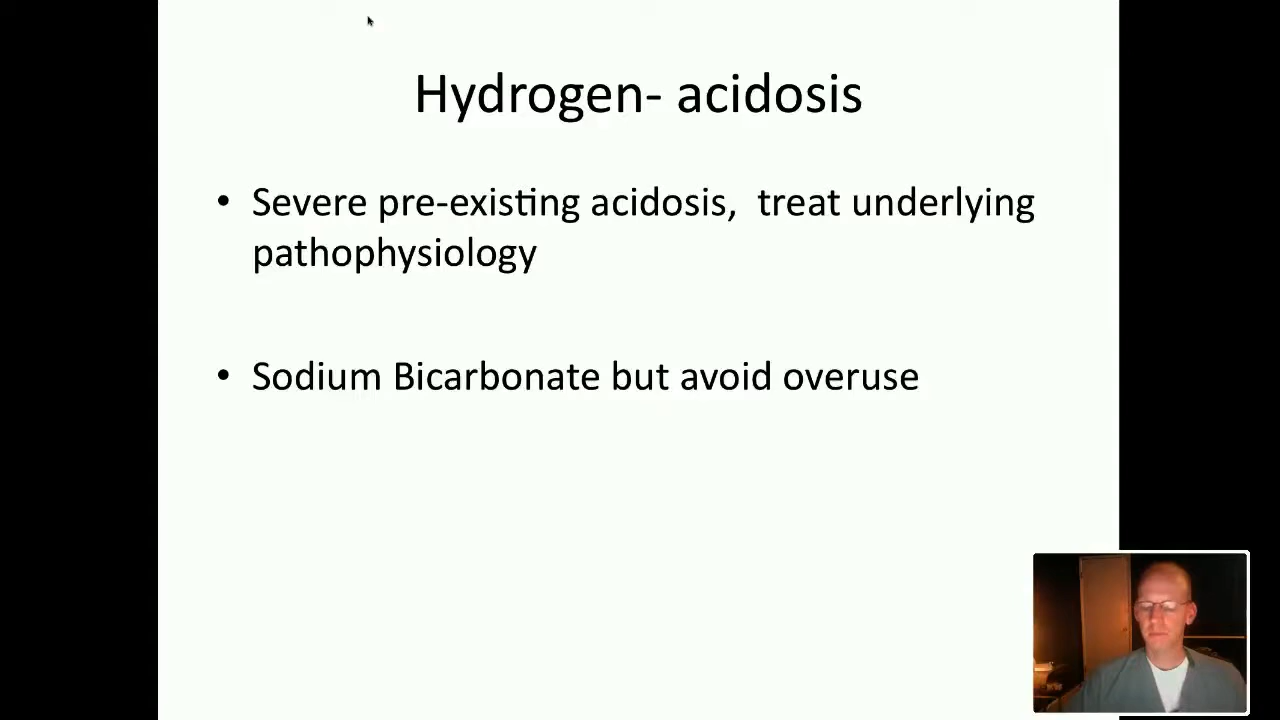 Hydrogen- acidosis
• Severe pre-existing acidosis,  treat underlying
pathophysiology
• Sodium Bicarbonate but avoid overuse